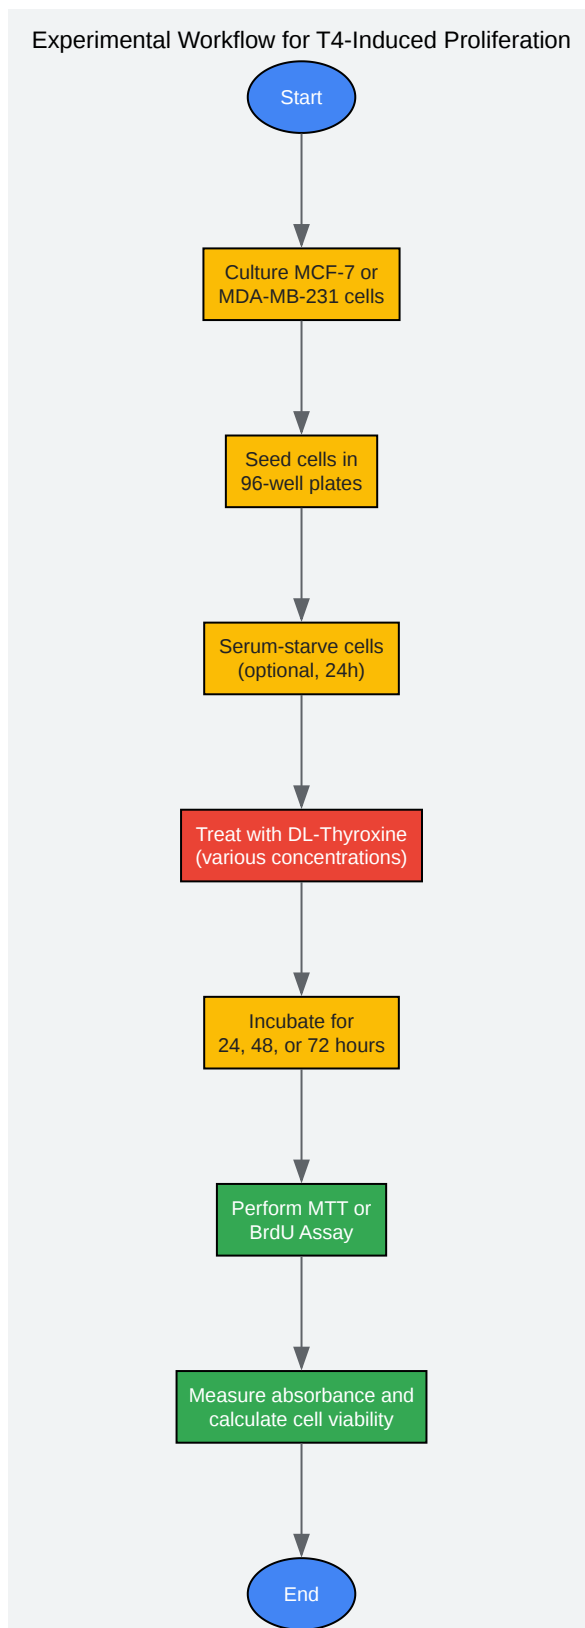 Experimental Workflow for T4-Induced Proliferation
Start
Culture MCF-7 or
MDA-MB-231 cells
Seed cells in
96-well plates
Serum-starve cells
(optional, 24h)
Treat with DL-Thyroxine
(various concentrations)
Incubate for
24, 48, or 72 hours
Perform MTT or
BrdU Assay
Measure absorbance and
calculate cell viability
End